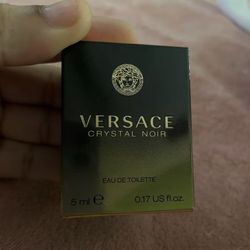 VERSACE
CRYSTAL NOIR
EAU DE TOILETTE
5 ml ℮ 0.17 US fl.oz.